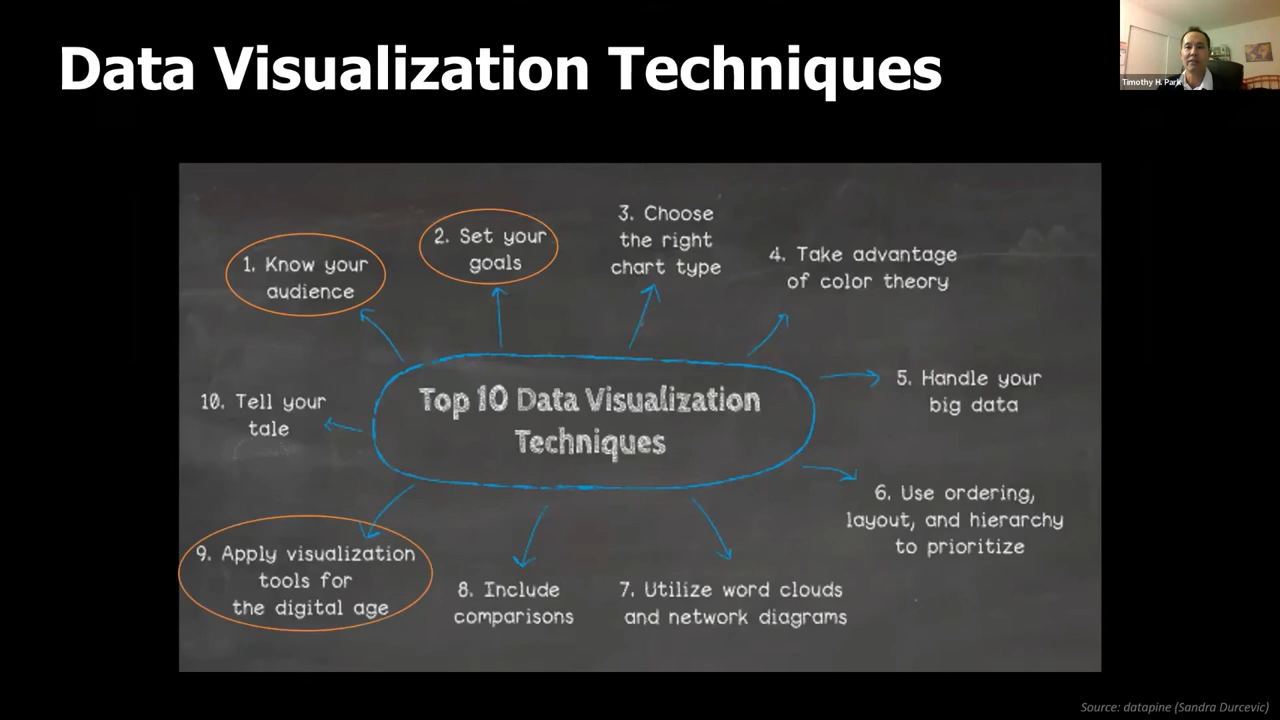 Data Visualization Techniques
Timothy H. Park
1. Know your
audience
2. Set your
goals
3. Choose
the right
chart type
4. Take advantage
of color theory
5. Handle your
big data
6. Use ordering,
layout, and hierarchy
to prioritize
7. Utilize word clouds
and network diagrams
8. Include
comparisons
9. Apply visualization
tools for
the digital age
10. Tell your
tale
Top 10 Data Visualization
Techniques
Source: datapine (Sandra Durcevic)